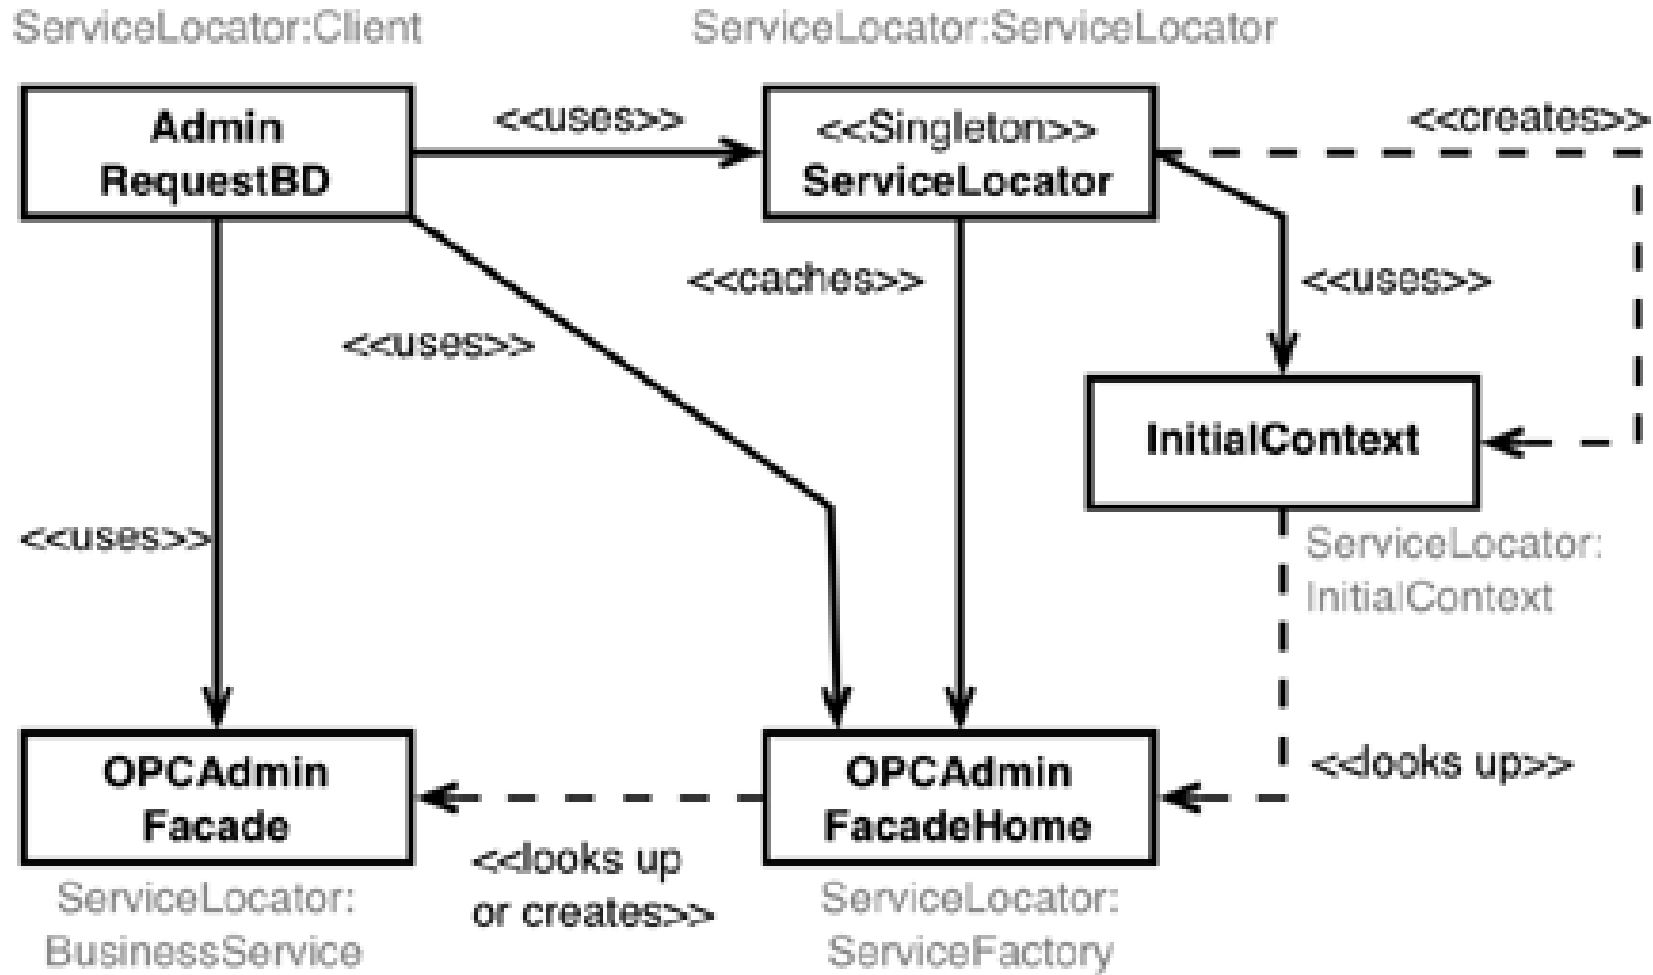 ServiceLocator:Client
ServiceLocator:ServiceLocator
Admin
RequestBD
<<uses>>
<<Singleton>>
ServiceLocator
<<creates>>
<<caches>>
<<uses>>
<<uses>>
InitialContext
<<uses>>
ServiceLocator:
InitialContext
OPCAdmin
Facade
OPCAdmin
FacadeHome
<<looks up>>
<<looks up
or creates>>
ServiceLocator:
BusinessService
ServiceLocator:
ServiceFactory